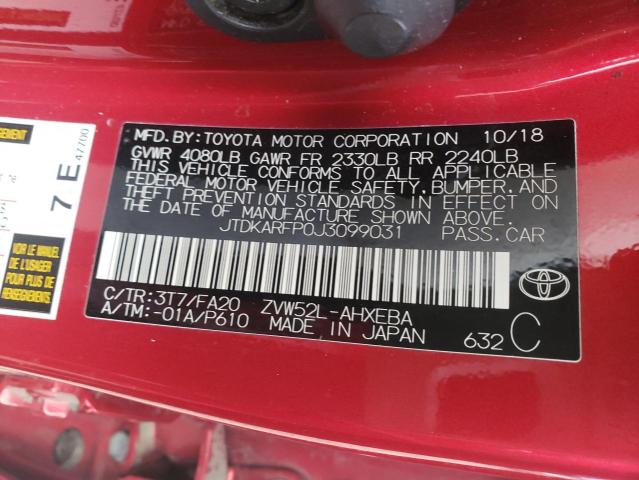 MFD. BY: TOYOTA MOTOR CORPORATION 10/18
GVWR 4080LB GAWR FR 2330LB RR 2240LB
THIS VEHICLE CONFORMS TO ALL APPLICABLE
FEDERAL MOTOR VEHICLE SAFETY, BUMPER, AND
THEFT PREVENTION STANDARDS IN EFFECT ON
THE DATE OF MANUFACTURE SHOWN ABOVE.
JTDKARFP0J3099031 PASS. CAR
C/TR: 3T7/FA20 ZVW52L-AHXEBA
A/TM: -01A/P610 MADE IN JAPAN
632 C
TOYOTA
7E
47700
VOIR LE
MANUEL DE
L'USAGER
POUR PLUS DE